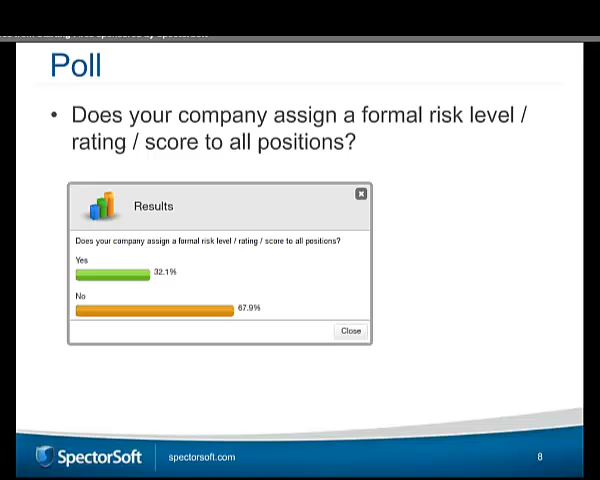 Poll
• Does your company assign a formal risk level /
rating / score to all positions?
Results
Does your company assign a formal risk level / rating / score to all positions?
Yes
32.1%
No
67.9%
Close
SpectorSoft
spectorsoft.com
8